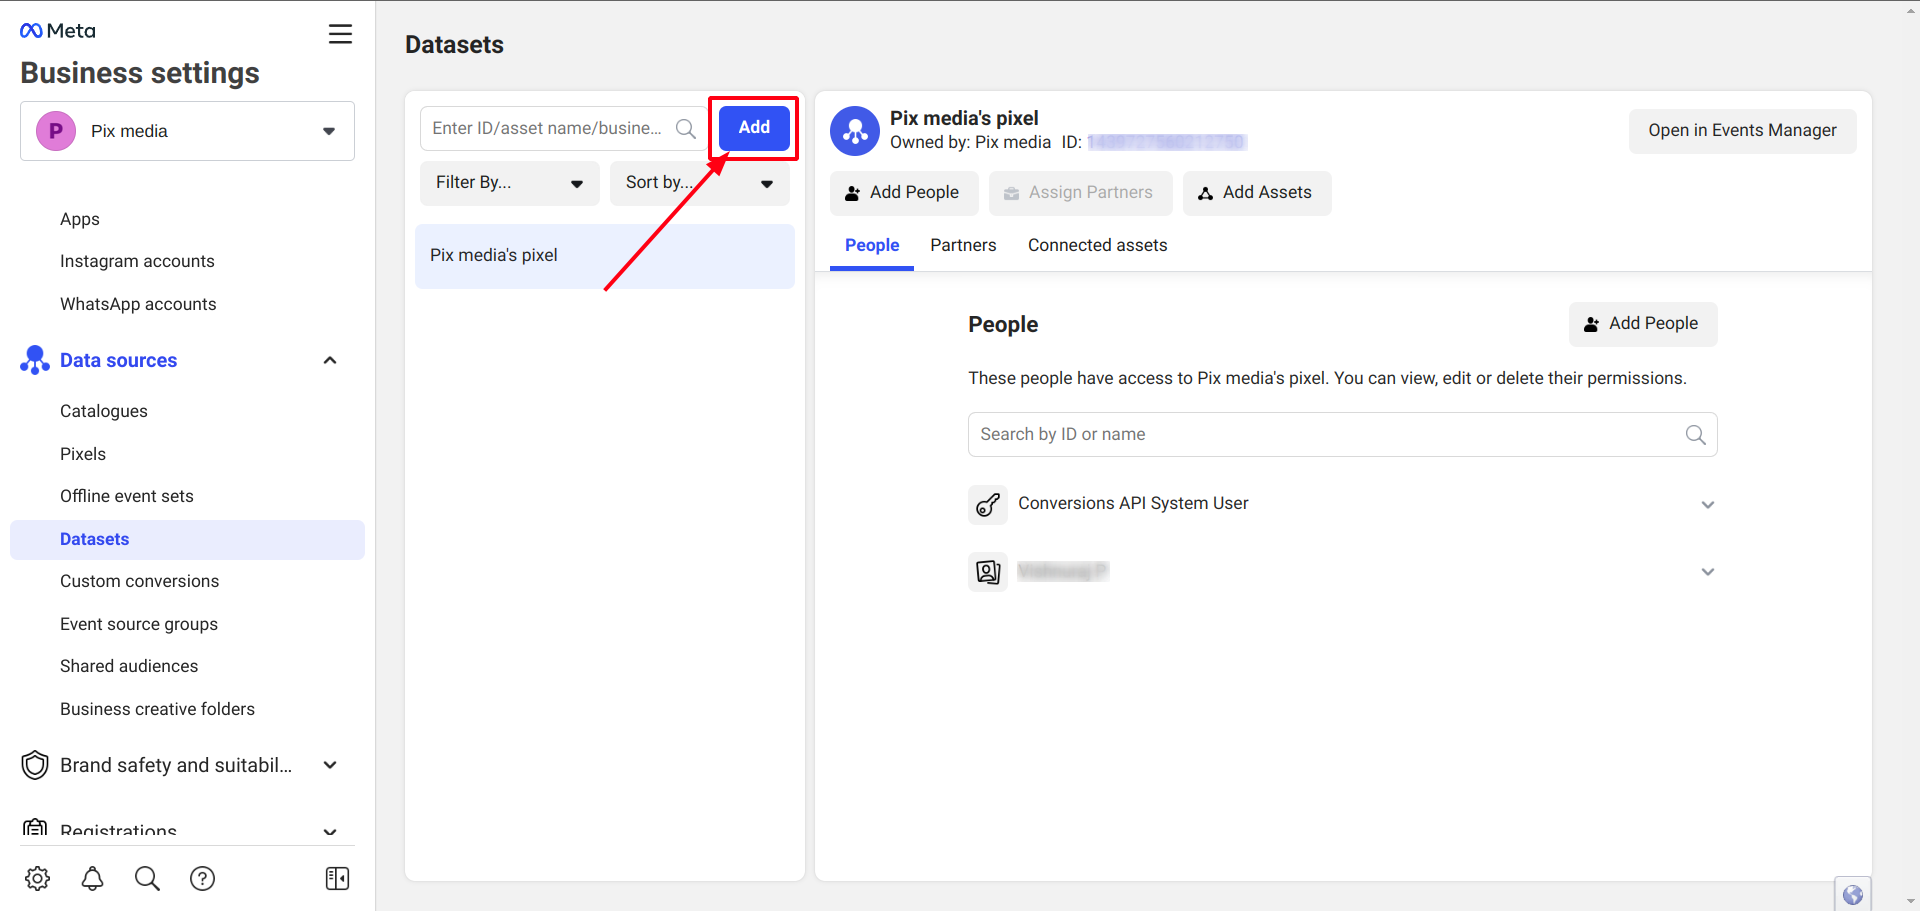 Meta
Business settings
P Pix media
Apps
Instagram accounts
WhatsApp accounts
Data sources
Catalogues
Pixels
Offline event sets
Datasets
Custom conversions
Event source groups
Shared audiences
Business creative folders
Brand safety and suitabil...
Registrations
Datasets
Enter ID/asset name/busine...
Add
Filter By...
Sort by...
Pix media's pixel
Pix media's pixel
Owned by: Pix media ID:
Open in Events Manager
Add People
Assign Partners
Add Assets
People
Partners
Connected assets
People
Add People
These people have access to Pix media's pixel. You can view, edit or delete their permissions.
Search by ID or name
Conversions API System User